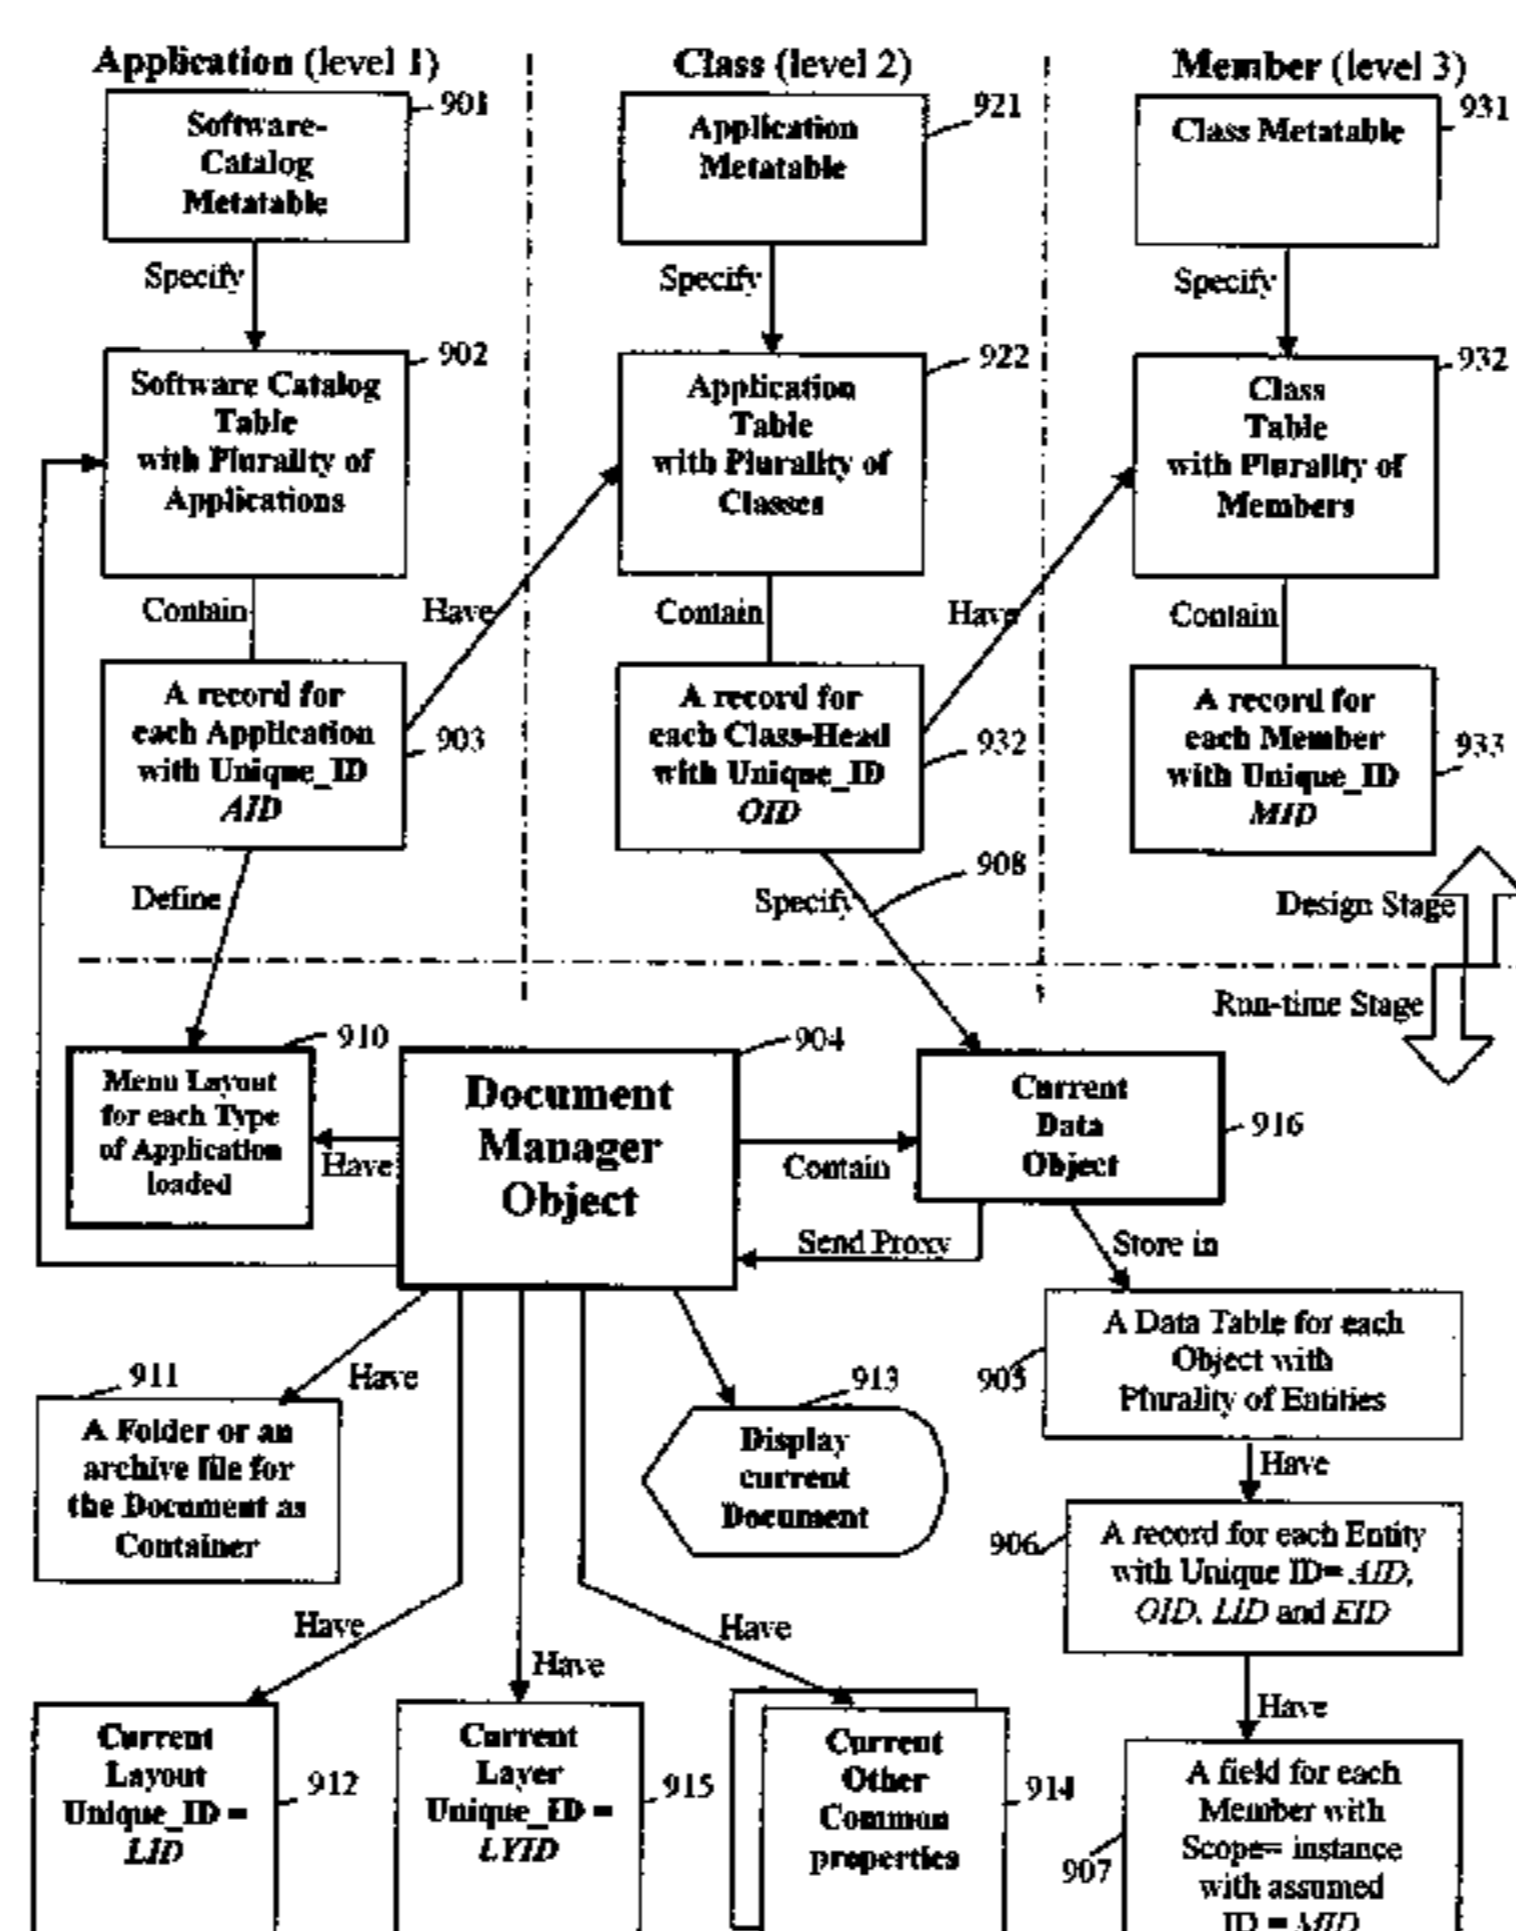 Application (level 1)
Class (level 2)
Member (level 3)
901
Software-
Catalog
Metatable
921
Application
Metatable
931
Class Metatable
Specify
Specify
Specify
902
Software Catalog
Table
with Plurality of
Applications
922
Application
Table
with Plurality of
Classes
932
Class
Table
with Plurality of
Members
Contain
Have
Contain
Have
Contain
A record for
each Application
with Unique_ID
AID
903
A record for
each Class-Head
with Unique_ID
OID
932
A record for
each Member
with Unique_ID
MID
933
Define
Specify
908
Design Stage
Run-time Stage
910
Menu Layout
for each Type
of Application
loaded
Have
904
Document
Manager
Object
Contain
Send Proxy
Current
Data
Object
916
Store in
905
A Data Table for each
Object with
Plurality of Entities
Have
911
Have
A Folder or an
archive file for
the Document as
Container
913
Display
current
Document
906
A record for each Entity
with Unique ID= AID,
OID, LID and EID
Have
Have
Have
Have
Current
Layout
Unique_ID =
LID
912
Current
Layer
Unique_ID =
LYID
915
Current
Other
Common
properties
914
A field for each
Member with
Scope= instance
with assumed
ID = MID
907